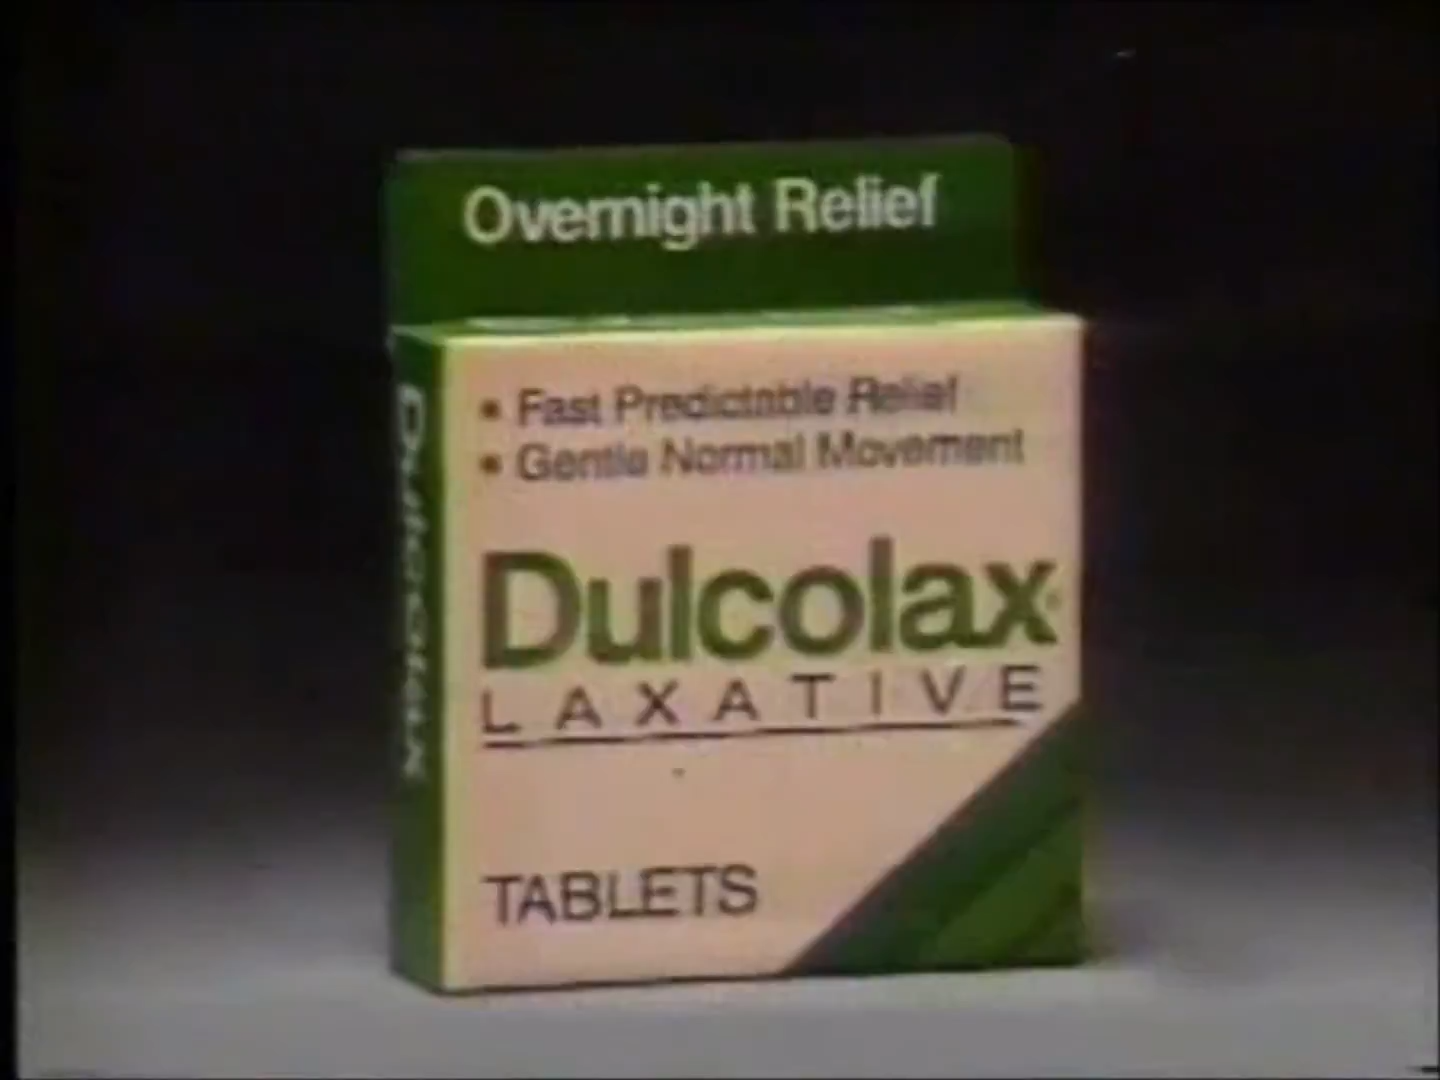 Overnight Relief
• Fast Predictable Relief
• Gentle Normal Movement
Dulcolax®
LAXATIVE
TABLETS
Dulcolax